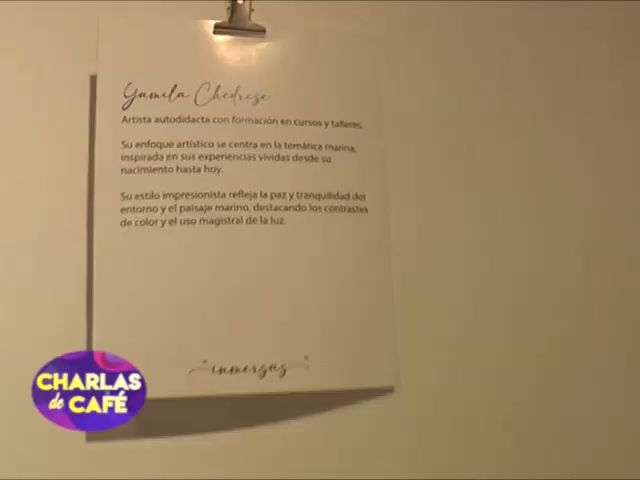 Yamila Chedrese
Artista autodidacta con formación en cursos y talleres.
Su enfoque artístico se centra en la temática marina,
inspirada en sus experiencias vividas desde su
nacimiento hasta hoy.
Su estilo impresionista refleja la paz y tranquilidad del
entorno y el paisaje marino, destacando los contrastes
de color y el uso magistral de la luz.
inmersas
CHARLAS
de CAFÉ